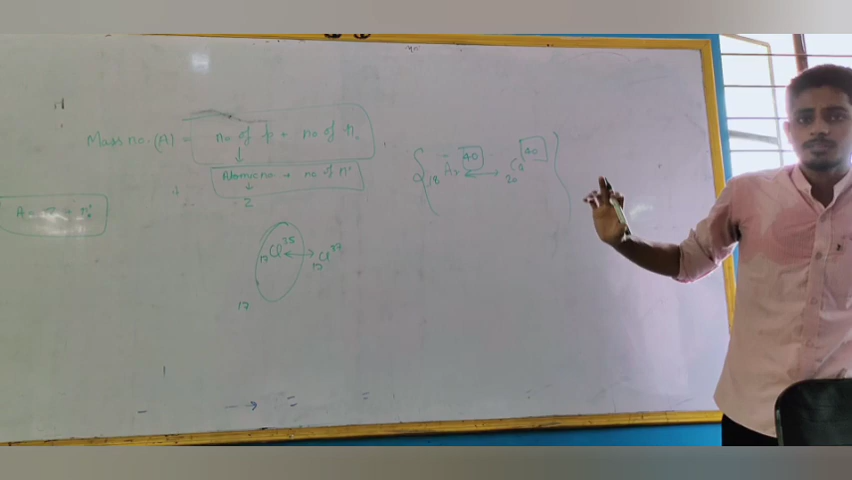 Mass no. (A) = no of p + no of n.
Atomic no + no of n°
Z
A =
17Cl35 ↔ 17Cl37
17
18Ar40 ↔ 20Ca40